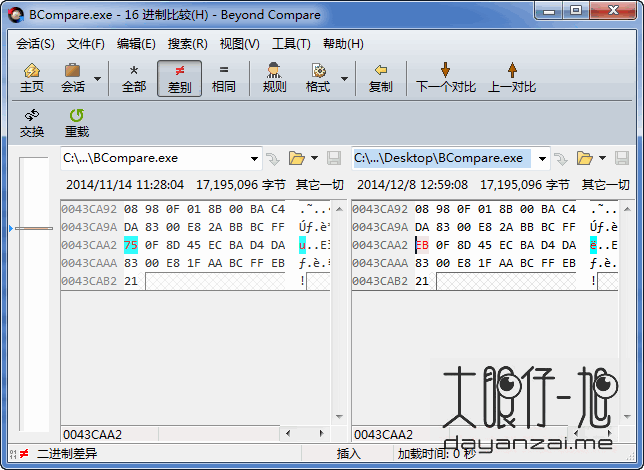 BCompare.exe - 16 进制比较(H) - Beyond Compare
会话(S) 文件(F) 编辑(E) 搜索(R) 视图(V) 工具(T) 帮助(H)
主页 会话 全部 差别 相同 规则 格式 复制 下一个对比 上一对比
交换 重载
C:\...\BCompare.exe C:\...\Desktop\BCompare.exe
2014/11/14 11:28:04 17,195,096 字节 其它一切 2014/12/8 12:59:08 17,195,096 字节 其它一切
0043CA92 08 98 0F 01 8B 00 BA C4 .˜.. 0043CA92 08 98 0F 01 8B 00 BA C4 .˜..
0043CA9A DA 83 00 E8 2A BB BC FF Úƒ.è* 0043CA9A DA 83 00 E8 2A BB BC FF Úƒ.è
0043CAA2 75 0F 8D 45 EC BA D4 DA u..E 0043CAA2 EB 0F 8D 45 EC BA D4 DA ë..E
0043CAAA 83 00 E8 1F AA BC FF EB ƒ.è. 0043CAAA 83 00 E8 1F AA BC FF EB ƒ.è.
0043CAB2 21 ! 0043CAB2 21 !
大眼仔-旭
dayanzai.me
0043CAA2 0043CAA2
二进制差异 插入 加载时间: 0 秒